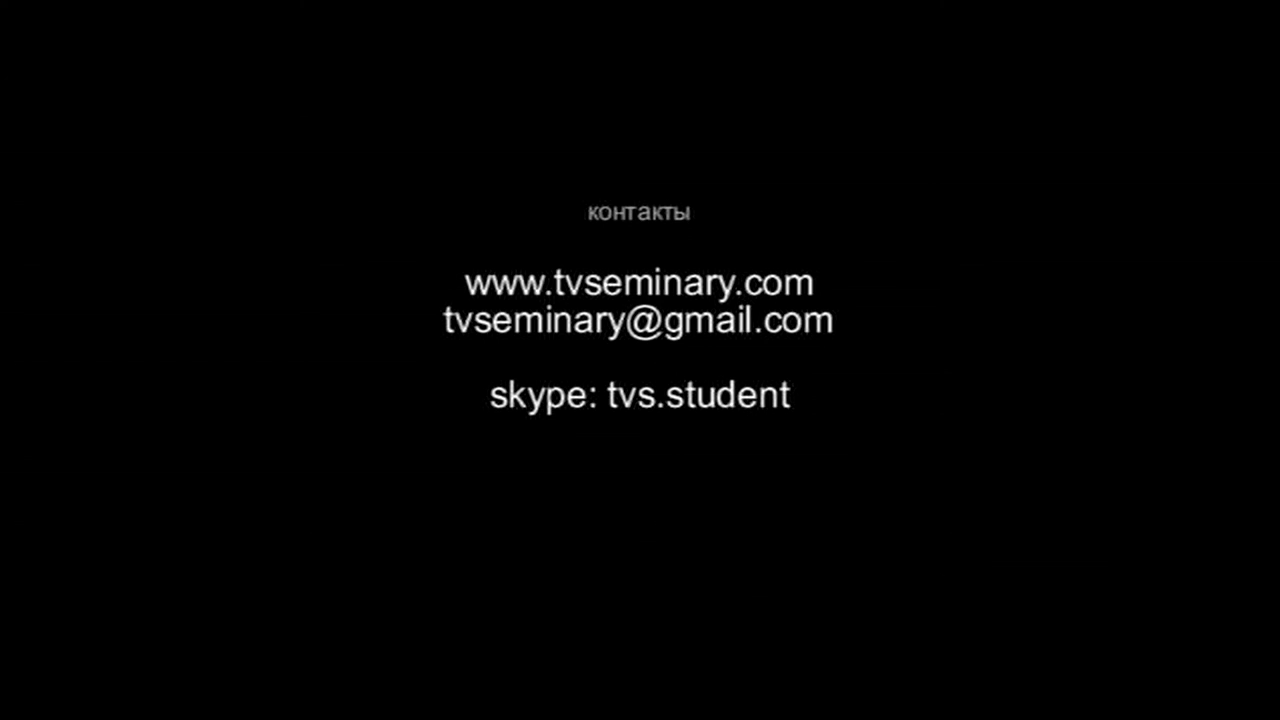 контакты
www.tvseminary.com
tvseminary@gmail.com
skype: tvs.student